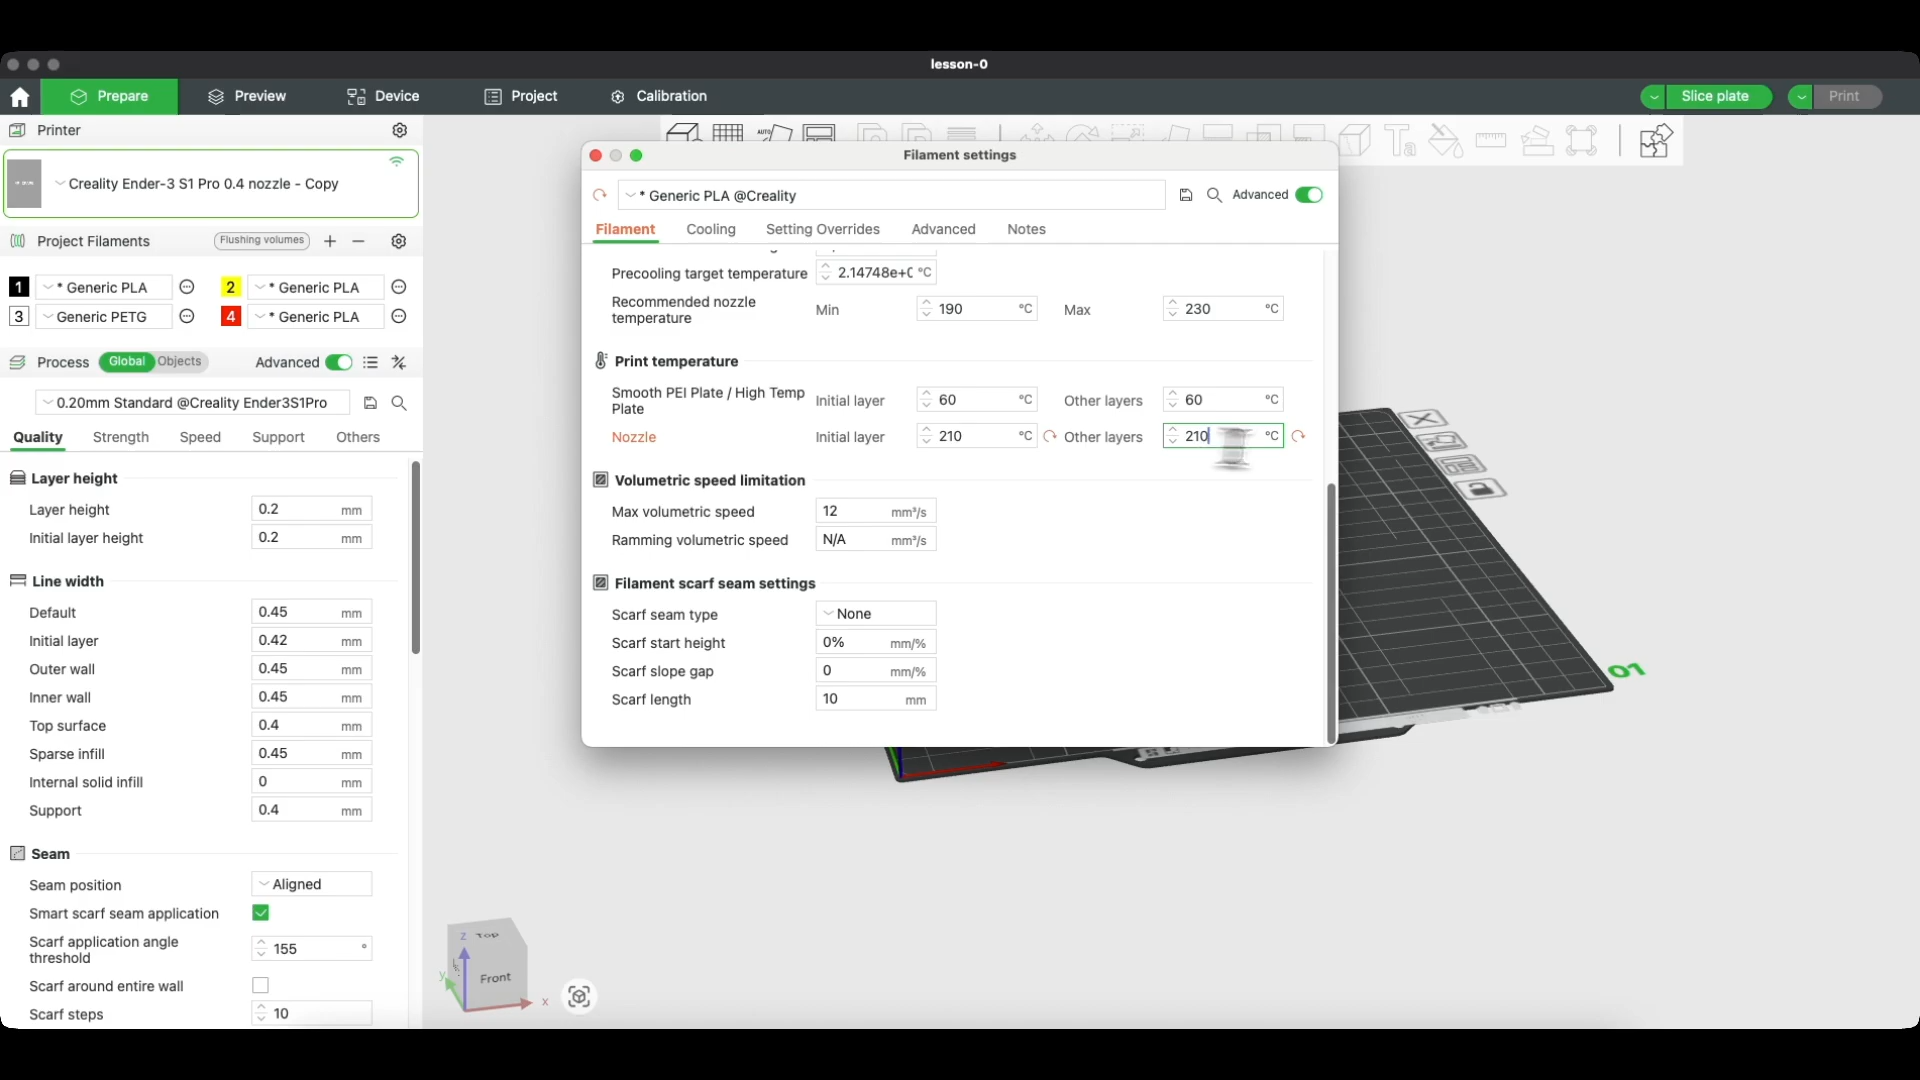 lesson-0
Prepare
Preview
Device
Project
Calibration
Slice plate
Print
Printer
Creality Ender-3 S1 Pro 0.4 nozzle - Copy
Project Filaments
Flushing volumes
1 * Generic PLA
2 * Generic PLA
3 Generic PETG
4 * Generic PLA
Process
Global
Objects
Advanced
0.20mm Standard @Creality Ender3S1Pro
Quality
Strength
Speed
Support
Others
Layer height
Layer height 0.2 mm
Initial layer height 0.2 mm
Line width
Default 0.45 mm
Initial layer 0.42 mm
Outer wall 0.45 mm
Inner wall 0.45 mm
Top surface 0.4 mm
Sparse infill 0.45 mm
Internal solid infill 0 mm
Support 0.4 mm
Seam
Seam position Aligned
Smart scarf seam application
Scarf application angle
threshold
155 °
Scarf around entire wall
Scarf steps 10
Filament settings
* Generic PLA @Creality
Advanced
Filament
Cooling
Setting Overrides
Advanced
Notes
Precooling target temperature 2.14748e+ °C
Recommended nozzle
temperature
Min 190 °C Max 230 °C
Print temperature
Smooth PEI Plate / High Temp
Plate
Initial layer 60 °C Other layers 60 °C
Nozzle Initial layer 210 °C Other layers 210 °C
Volumetric speed limitation
Max volumetric speed 12 mm³/s
Ramming volumetric speed N/A mm³/s
Filament scarf seam settings
Scarf seam type None
Scarf start height 0% mm/%
Scarf slope gap 0 mm/%
Scarf length 10 mm
AUTO
01
Top
Front
z
y
x